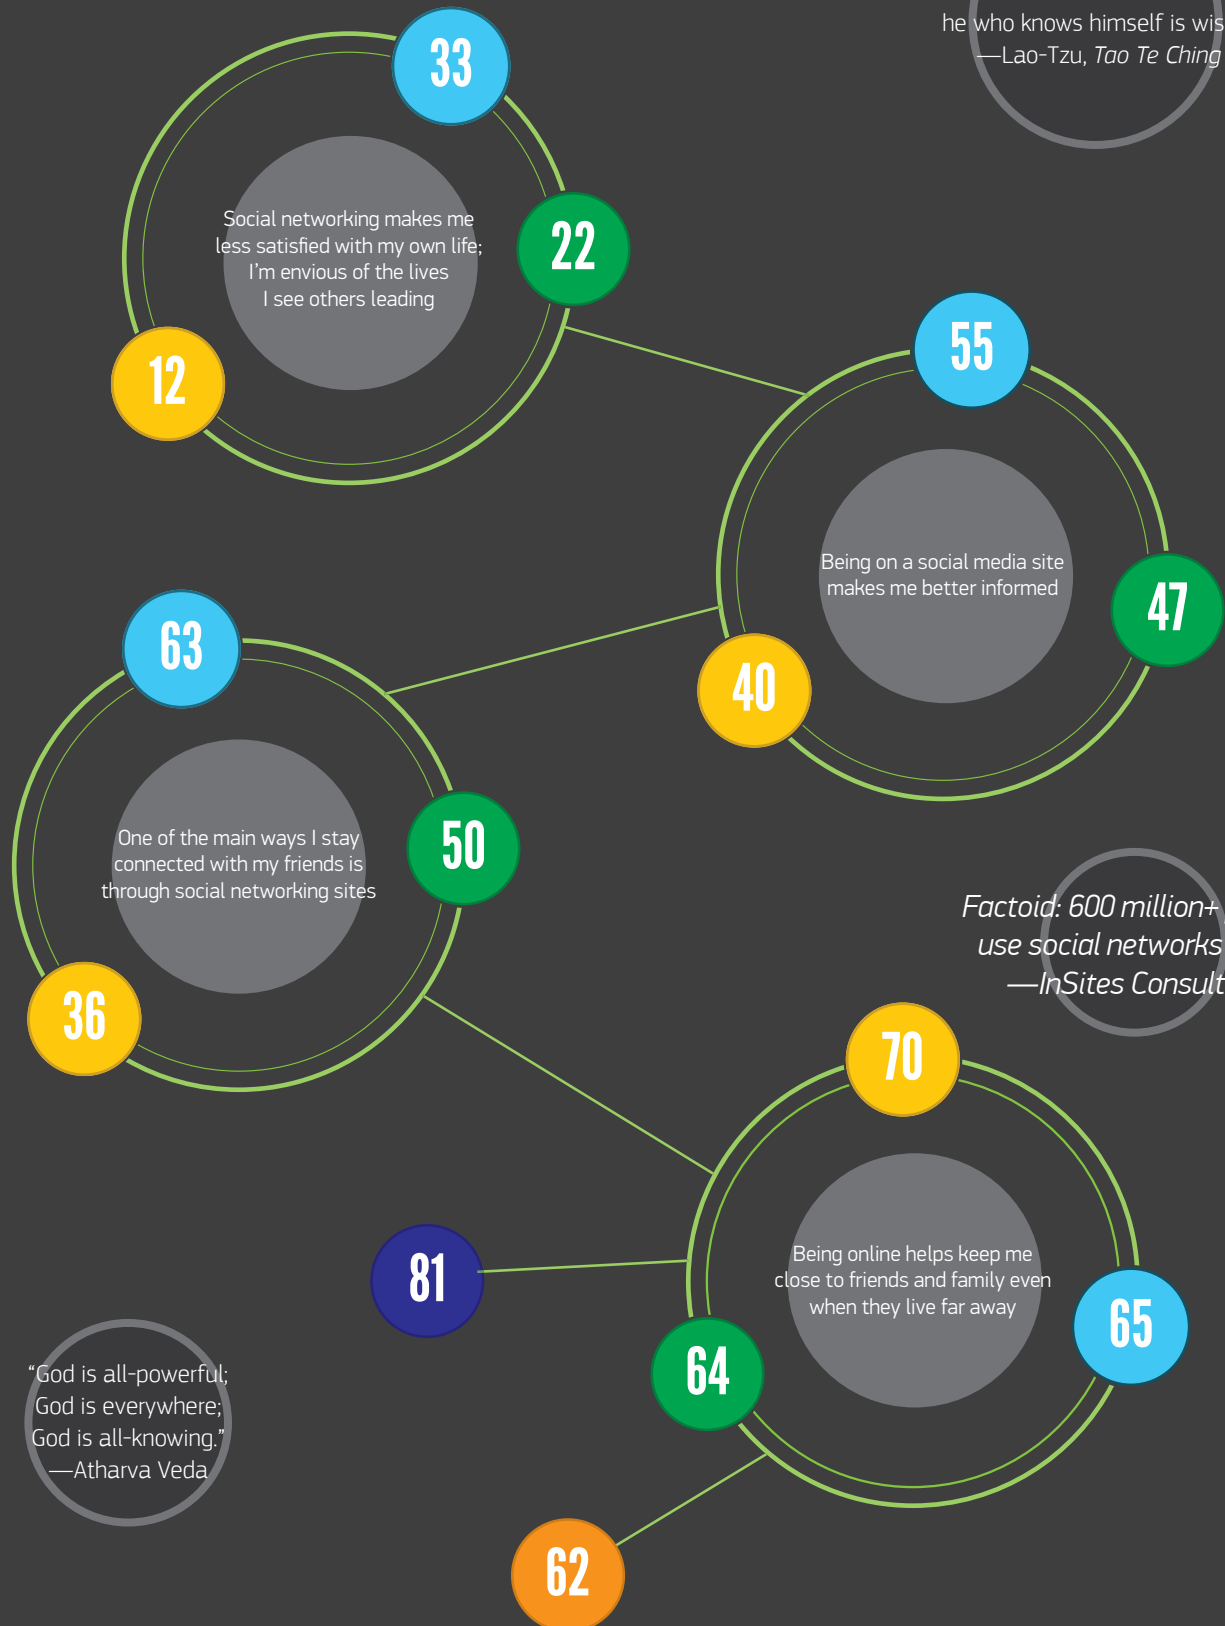 he who knows himself is wis
—Lao-Tzu, Tao Te Ching
33
Social networking makes me
less satisfied with my own life;
I'm envious of the lives
I see others leading
22
12
55
Being on a social media site
makes me better informed
47
40
63
One of the main ways I stay
connected with my friends is
through social networking sites
50
36
Factoid: 600 million+
use social networks
—InSites Consult
70
Being online helps keep me
close to friends and family even
when they live far away
65
64
81
62
“God is all-powerful;
God is everywhere;
God is all-knowing.”
—Atharva Veda